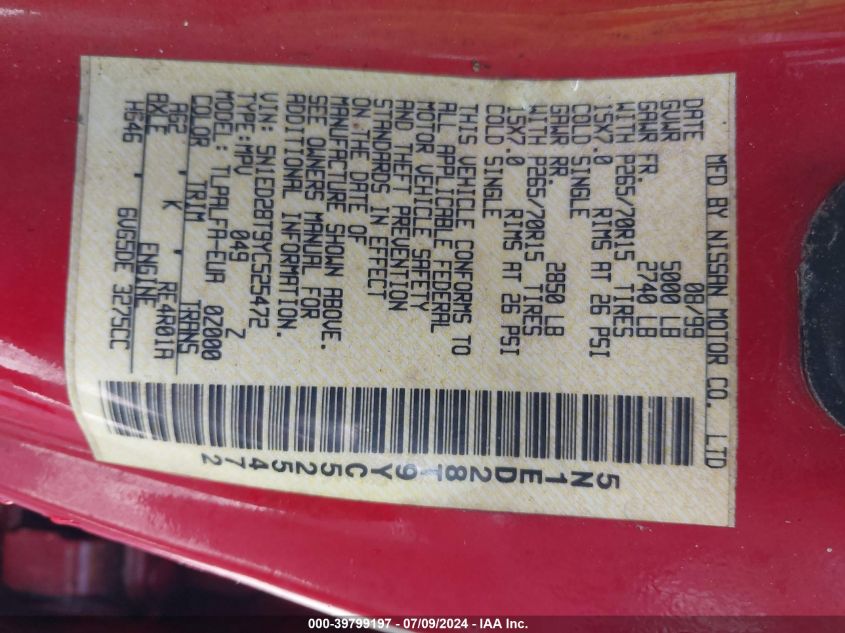 MFD BY NISSAN MOTOR CO. LTD
DATE 08/99
GVWR 5000 LB
GAWR FR. 2740 LB
WITH P265/70R15 TIRES
15X7.0 RIMS AT 26 PSI
COLD SINGLE
GAWR RR. 2850 LB
WITH P265/70R15 TIRES
15X7.0 RIMS AT 26 PSI
COLD SINGLE
THIS VEHICLE CONFORMS TO
ALL APPLICABLE FEDERAL
MOTOR VEHICLE SAFETY
AND THEFT PREVENTION
STANDARDS IN EFFECT
ON THE DATE OF
MANUFACTURE SHOWN ABOVE.
SEE OWNERS MANUAL FOR
ADDITIONAL INFORMATION.
VIN: 5N1ED28T9YC525472
TYPE:MPV 049 Z
MODEL: TLPALFA-EUA 02000
COLOR TRIM TRANS
A62 K RE4R01A
AXLE ENGINE
H646 6V65DE 3275CC
5N1ED28T9YC525472
000-39799197 - 07/09/2024 - IAA Inc.